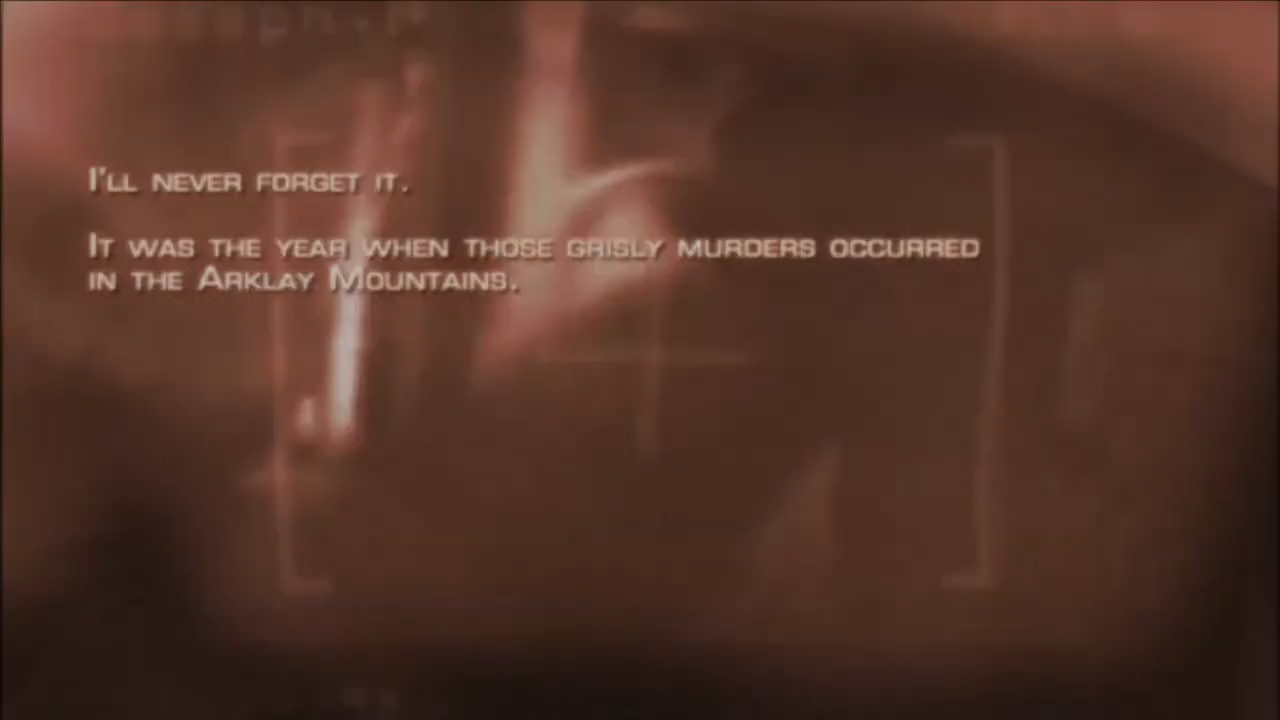 I'll never forget it.
It was the year when those grisly murders occurred
in the Arklay Mountains.